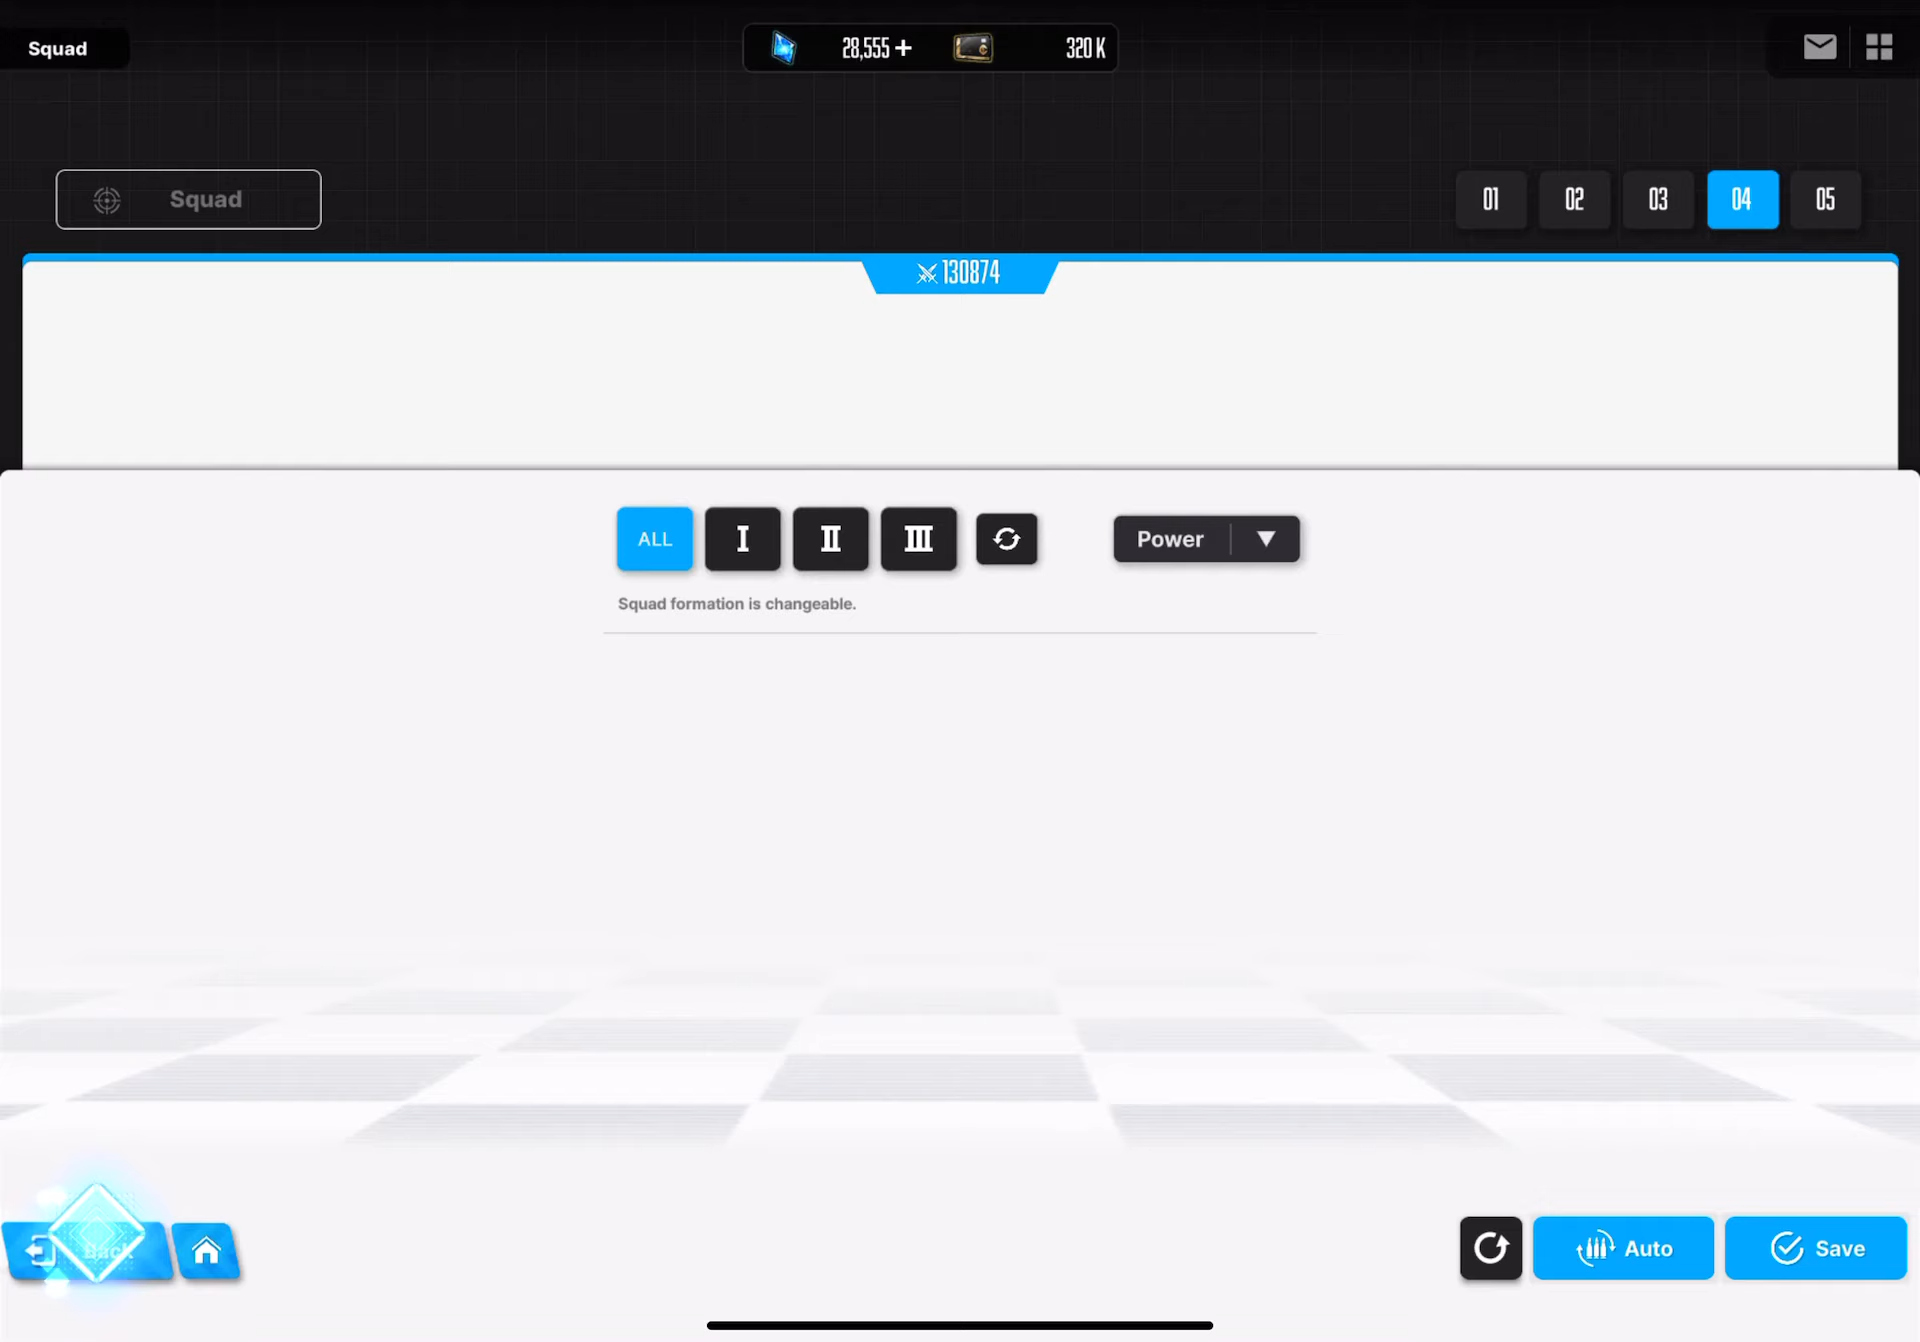 Squad
28,555 +
320 K
Squad
01
02
03
04
05
130874
ALL
I
II
III
Power
Squad formation is changeable.
Back
Auto
Save